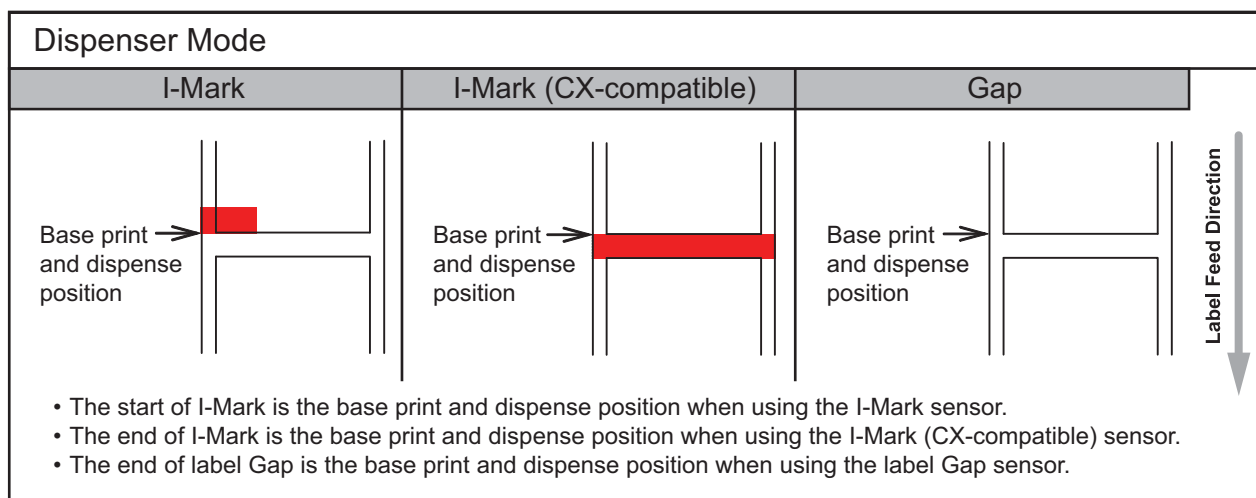 Dispenser Mode
I-Mark
I-Mark (CX-compatible)
Gap
Base print
and dispense
position
Base print
and dispense
position
Base print
and dispense
position
Label Feed Direction
• The start of I-Mark is the base print and dispense position when using the I-Mark sensor.
• The end of I-Mark is the base print and dispense position when using the I-Mark (CX-compatible) sensor.
• The end of label Gap is the base print and dispense position when using the label Gap sensor.